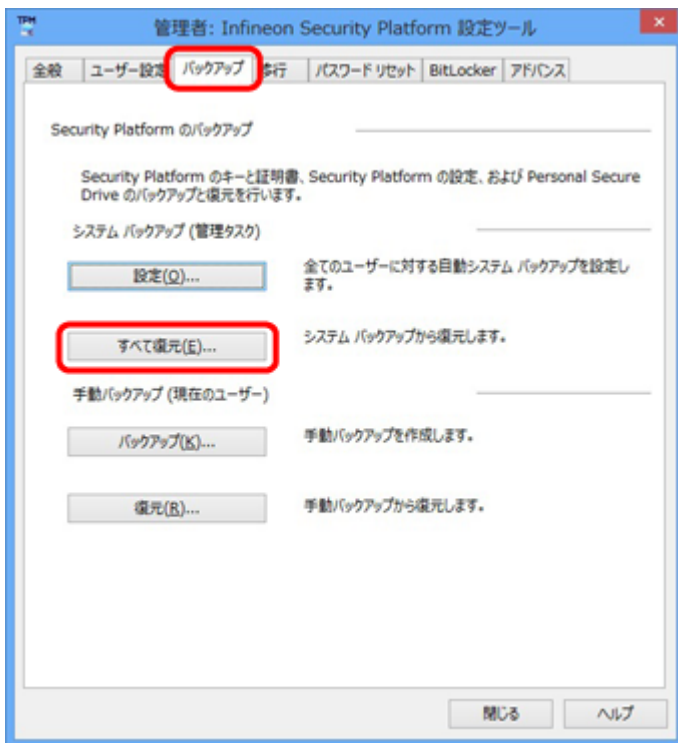 TPM
管理者: Infineon Security Platform 設定ツール
全般 ユーザー設定 バックアップ 移行 パスワード リセット BitLocker アドバンス
Security Platform のバックアップ
Security Platform のキーと証明書、Security Platform の設定、および Personal Secure
Drive のバックアップと復元を行います。
システム バックアップ (管理タスク)
設定(O)...
全てのユーザーに対する自動システム バックアップを設定し
ます。
すべて復元(E)...
システム バックアップから復元します。
手動バックアップ (現在のユーザー)
バックアップ(K)...
手動バックアップを作成します。
復元(R)...
手動バックアップから復元します。
閉じる ヘルプ